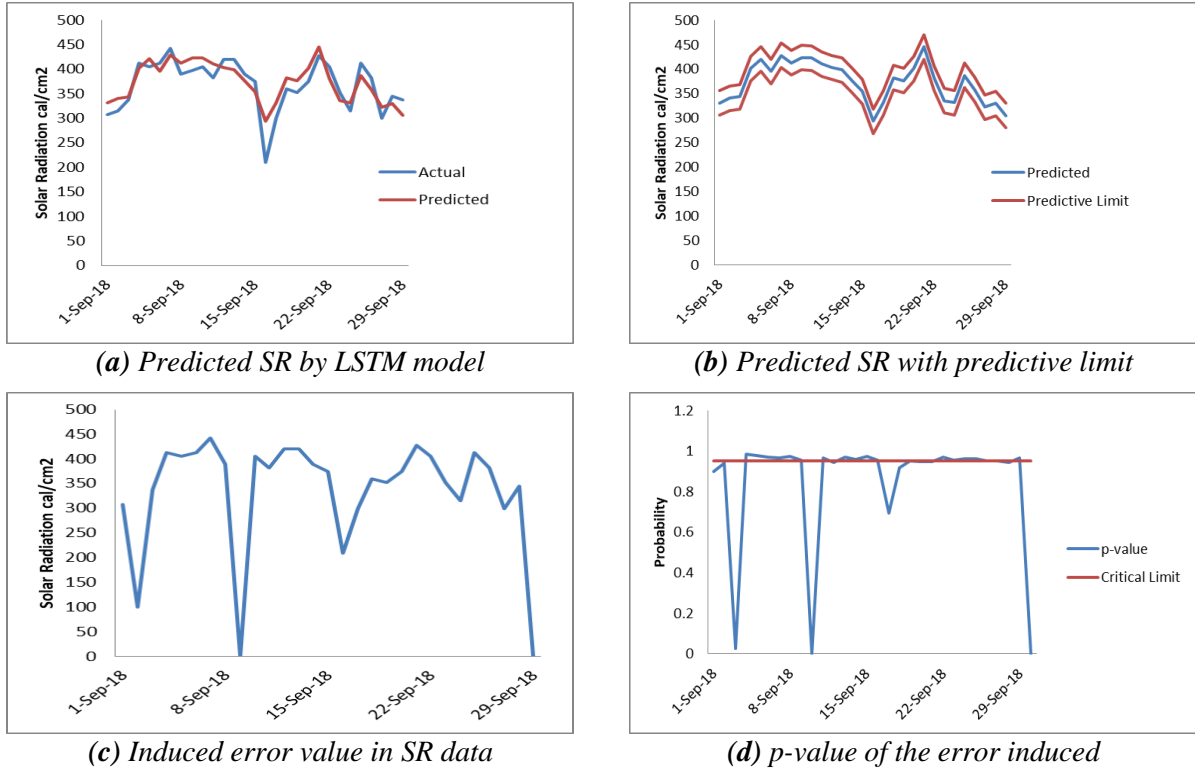 500
450
400
350
300
250
200
150
100
50
0
Solar Radiation cal/cm2
Actual
Predicted
1-Sep-18
8-Sep-18
15-Sep-18
22-Sep-18
29-Sep-18
(a) Predicted SR by LSTM model
500
450
400
350
300
250
200
150
100
50
0
Solar Radiation cal/cm2
Predicted
Predictive Limit
1-Sep-18
8-Sep-18
15-Sep-18
22-Sep-18
29-Sep-18
(b) Predicted SR with predictive limit
500
450
400
350
300
250
200
150
100
50
0
Solar Radiation cal/cm2
1-Sep-18
8-Sep-18
15-Sep-18
22-Sep-18
29-Sep-18
(c) Induced error value in SR data
1.2
1
0.8
0.6
0.4
0.2
0
Probability
p-value
Critical Limit
1-Sep-18
8-Sep-18
15-Sep-18
22-Sep-18
29-Sep-18
(d) p-value of the error induced